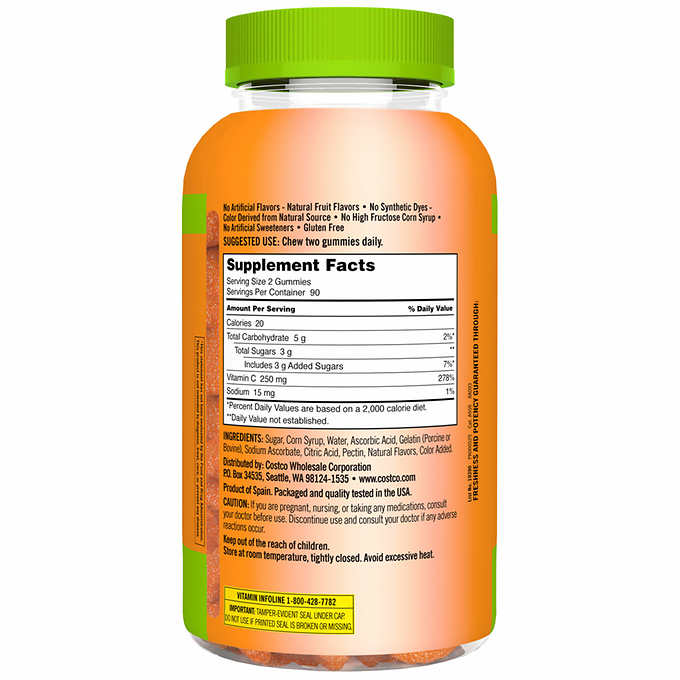 No Artificial Flavors - Natural Fruit Flavors • No Synthetic Dyes -
Color Derived from Natural Source • No High Fructose Corn Syrup •
No Artificial Sweeteners • Gluten Free
SUGGESTED USE: Chew two gummies daily.
Supplement Facts
Serving Size 2 Gummies
Servings Per Container 90
Amount Per Serving % Daily Value
Calories 20
Total Carbohydrate 5 g 2%*
Total Sugars 3 g **
Includes 3 g Added Sugars 7%*
Vitamin C 250 mg 278%
Sodium 15 mg 1%
*Percent Daily Values are based on a 2,000 calorie diet.
**Daily Value not established.
INGREDIENTS: Sugar, Corn Syrup, Water, Ascorbic Acid, Gelatin (Porcine or
Bovine), Sodium Ascorbate, Citric Acid, Pectin, Natural Flavors, Color Added.
Distributed by: Costco Wholesale Corporation
P.O. Box 34535, Seattle, WA 98124-1535 • www.costco.com
Product of Spain. Packaged and quality tested in the USA.
CAUTION: If you are pregnant, nursing, or taking any medications, consult
your doctor before use. Discontinue use and consult your doctor if any adverse
reactions occur.
Keep out of the reach of children.
Store at room temperature, tightly closed. Avoid excessive heat.
VITAMIN INFOLINE 1-800-428-7782
IMPORTANT: TAMPER-EVIDENT SEAL UNDER CAP.
DO NOT USE IF PRINTED SEAL IS BROKEN OR MISSING.
FRESHNESS AND POTENCY GUARANTEED THROUGH: